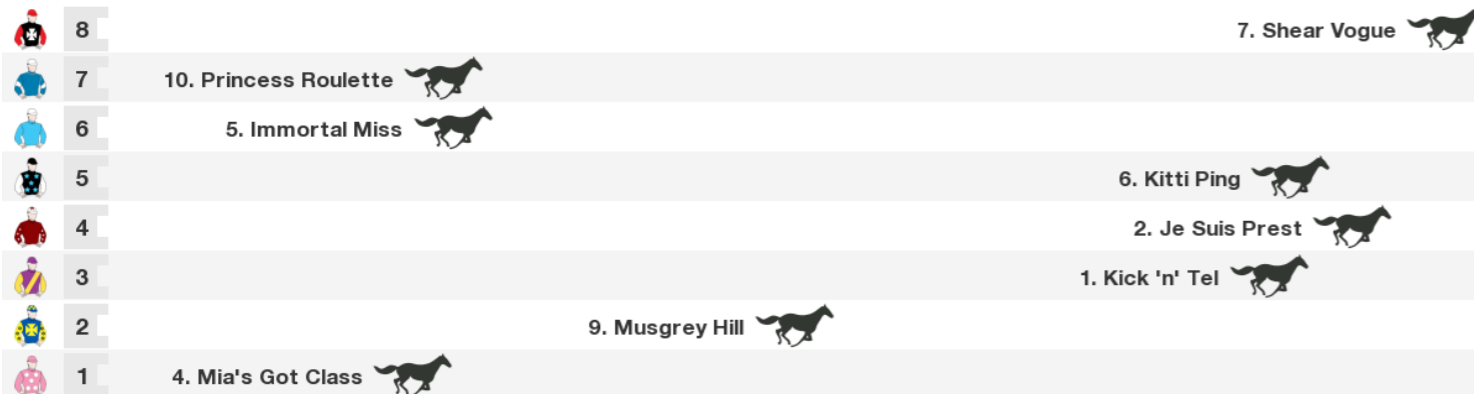 8 7. Shear Vogue
7 10. Princess Roulette
6 5. Immortal Miss
5 6. Kitti Ping
4 2. Je Suis Prest
3 1. Kick 'n' Tel
2 9. Musgrey Hill
1 4. Mia's Got Class